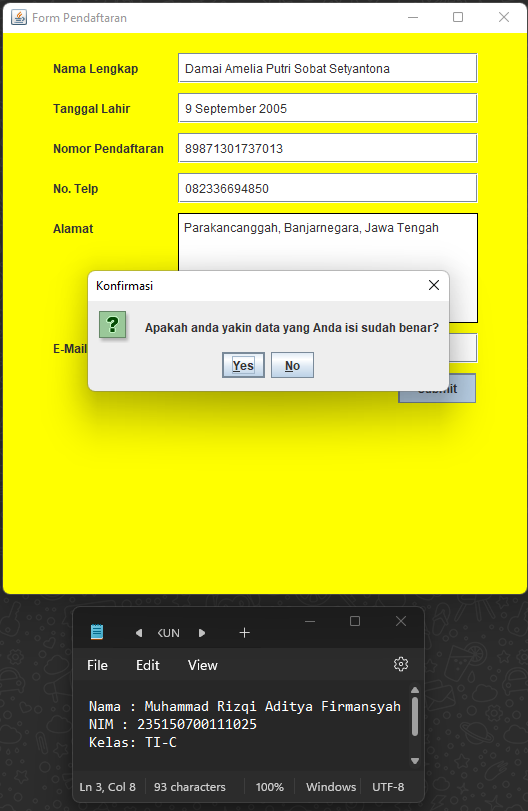 Form Pendaftaran
Nama Lengkap Damai Amelia Putri Sobat Setyantona
Tanggal Lahir 9 September 2005
Nomor Pendaftaran 89871301737013
No. Telp 082336694850
Alamat Parakancanggah, Banjarnegara, Jawa Tengah
Konfirmasi
Apakah anda yakin data yang Anda isi sudah benar?
Yes No
E-Mail
Submit
<UN
File Edit View
Nama : Muhammad Rizqi Aditya Firmansyah
NIM : 235150700111025
Kelas: TI-C
Ln 3, Col 8 93 characters 100% Windows UTF-8